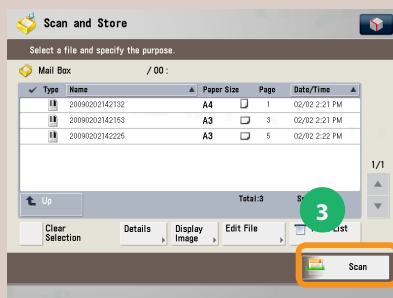 Scan and Store
Select a file and specify the purpose.
Mail Box / 00 :
Type Name Paper Size Page Date/Time
20090202142132 A4 1 02/02 2:21 PM
20090202142153 A3 3 02/02 2:21 PM
20090202142225 A3 5 02/02 2:22 PM
1/1
Up Total:3
3
Clear Selection Details Display Image Edit File List
Scan